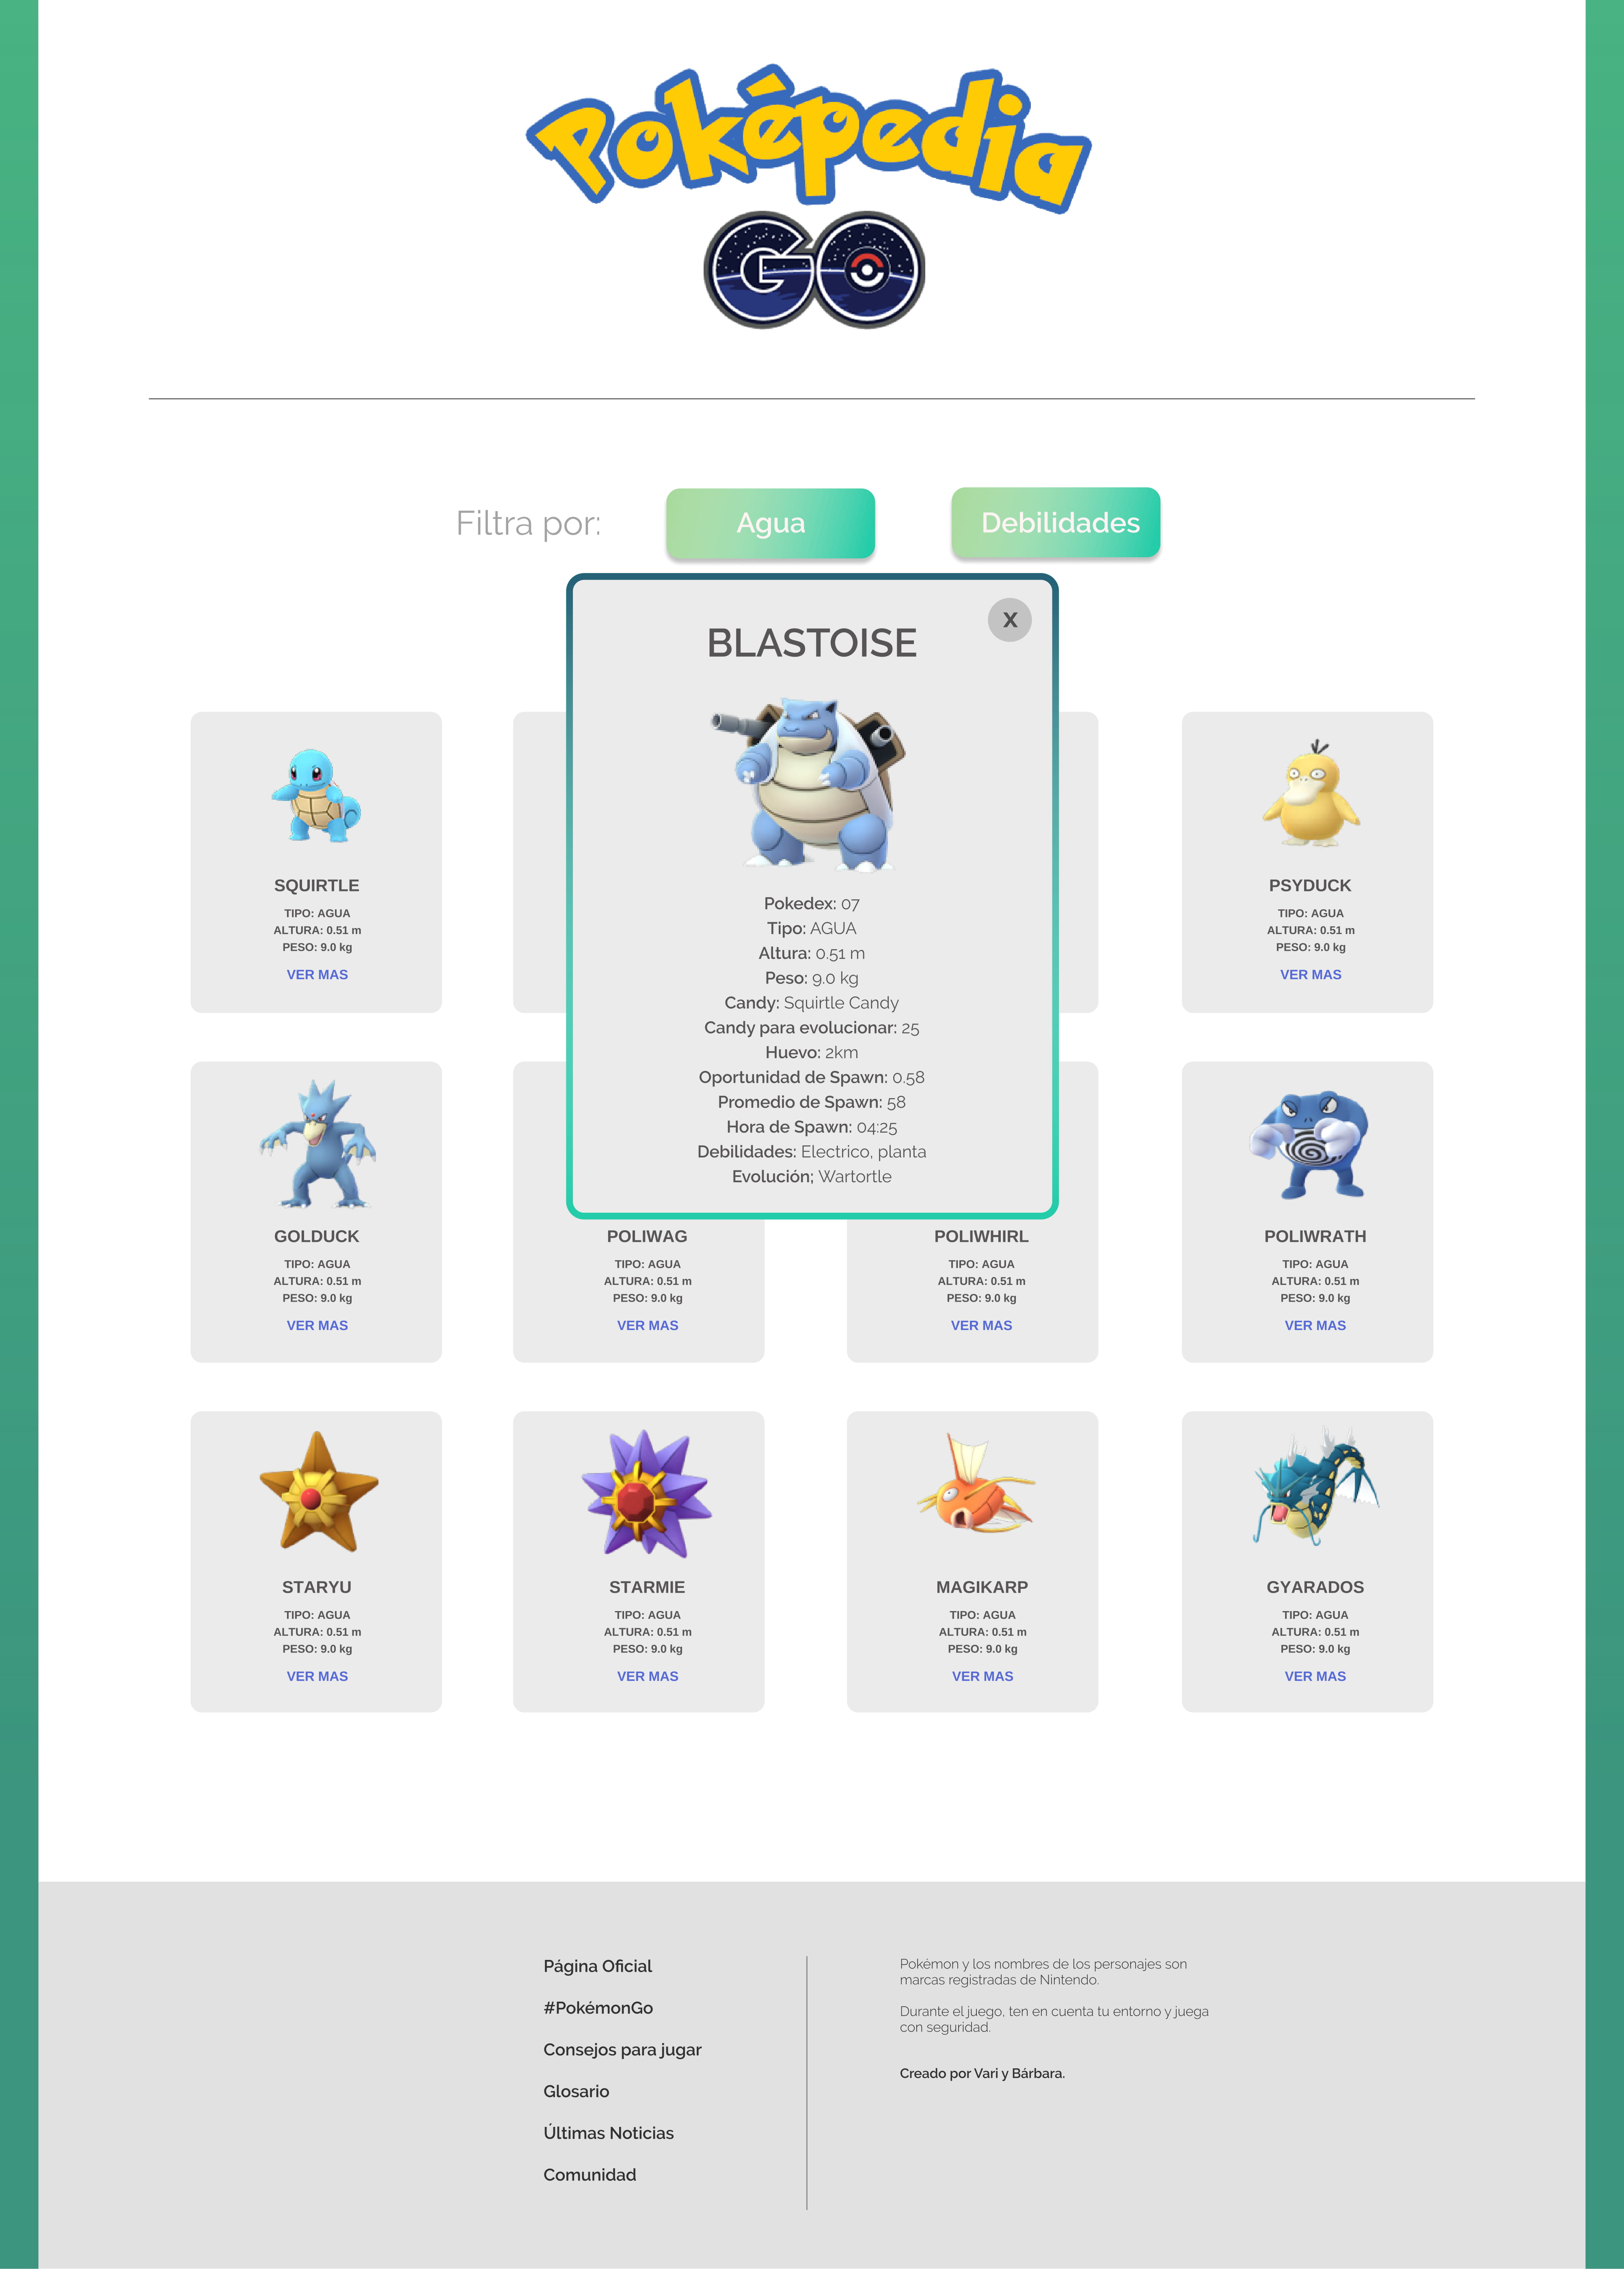 Poképedia
GO
Filtra por:
Agua
Debilidades
X
BLASTOISE
Pokedex: 07
Tipo: AGUA
Altura: 0.51 m
Peso: 9.0 kg
Candy: Squirtle Candy
Candy para evolucionar: 25
Huevo: 2km
Oportunidad de Spawn: 0.58
Promedio de Spawn: 58
Hora de Spawn: 04:25
Debilidades: Electrico, planta
Evolución; Wartortle
SQUIRTLE
TIPO: AGUA
ALTURA: 0.51 m
PESO: 9.0 kg
VER MAS
PSYDUCK
TIPO: AGUA
ALTURA: 0.51 m
PESO: 9.0 kg
VER MAS
GOLDUCK
TIPO: AGUA
ALTURA: 0.51 m
PESO: 9.0 kg
VER MAS
POLIWAG
TIPO: AGUA
ALTURA: 0.51 m
PESO: 9.0 kg
VER MAS
POLIWHIRL
TIPO: AGUA
ALTURA: 0.51 m
PESO: 9.0 kg
VER MAS
POLIWRATH
TIPO: AGUA
ALTURA: 0.51 m
PESO: 9.0 kg
VER MAS
STARYU
TIPO: AGUA
ALTURA: 0.51 m
PESO: 9.0 kg
VER MAS
STARMIE
TIPO: AGUA
ALTURA: 0.51 m
PESO: 9.0 kg
VER MAS
MAGIKARP
TIPO: AGUA
ALTURA: 0.51 m
PESO: 9.0 kg
VER MAS
GYARADOS
TIPO: AGUA
ALTURA: 0.51 m
PESO: 9.0 kg
VER MAS
Página Oficial
#PokémonGo
Consejos para jugar
Glosario
Últimas Noticias
Comunidad
Pokémon y los nombres de los personajes son
marcas registradas de Nintendo.
Durante el juego, ten en cuenta tu entorno y juega
con seguridad.
Creado por Vari y Bárbara.